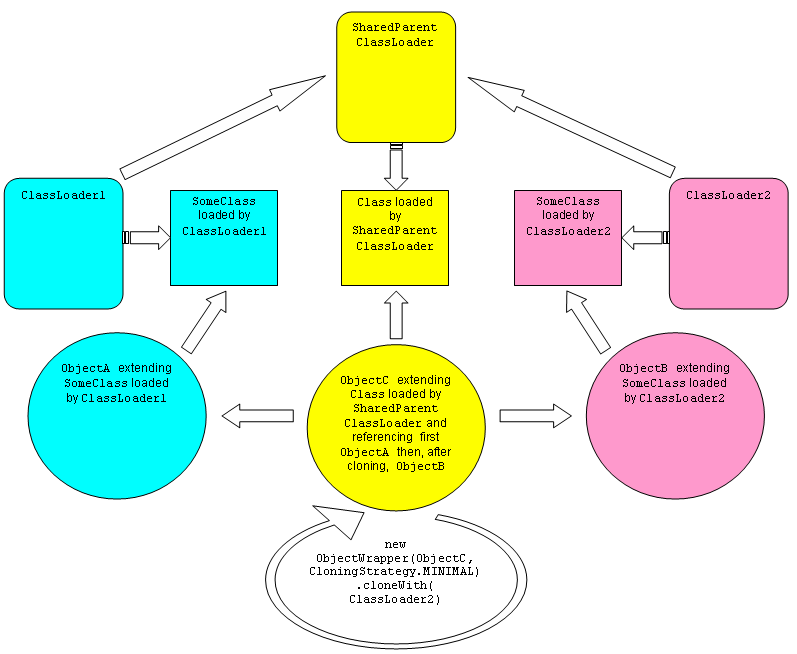 SharedParent
ClassLoader
ClassLoader1
SomeClass
loaded by
ClassLoader1
Class loaded
by
SharedParent
ClassLoader
SomeClass
loaded by
ClassLoader2
ClassLoader2
ObjectA extending
SomeClass loaded
by ClassLoader1
ObjectC extending
Class loaded by
SharedParent
ClassLoader and
referencing first
ObjectA then, after
cloning, ObjectB
ObjectB extending
SomeClass loaded
by ClassLoader2
new
ObjectWrapper(ObjectC,
CloningStrategy.MINIMAL)
.cloneWith(
ClassLoader2)